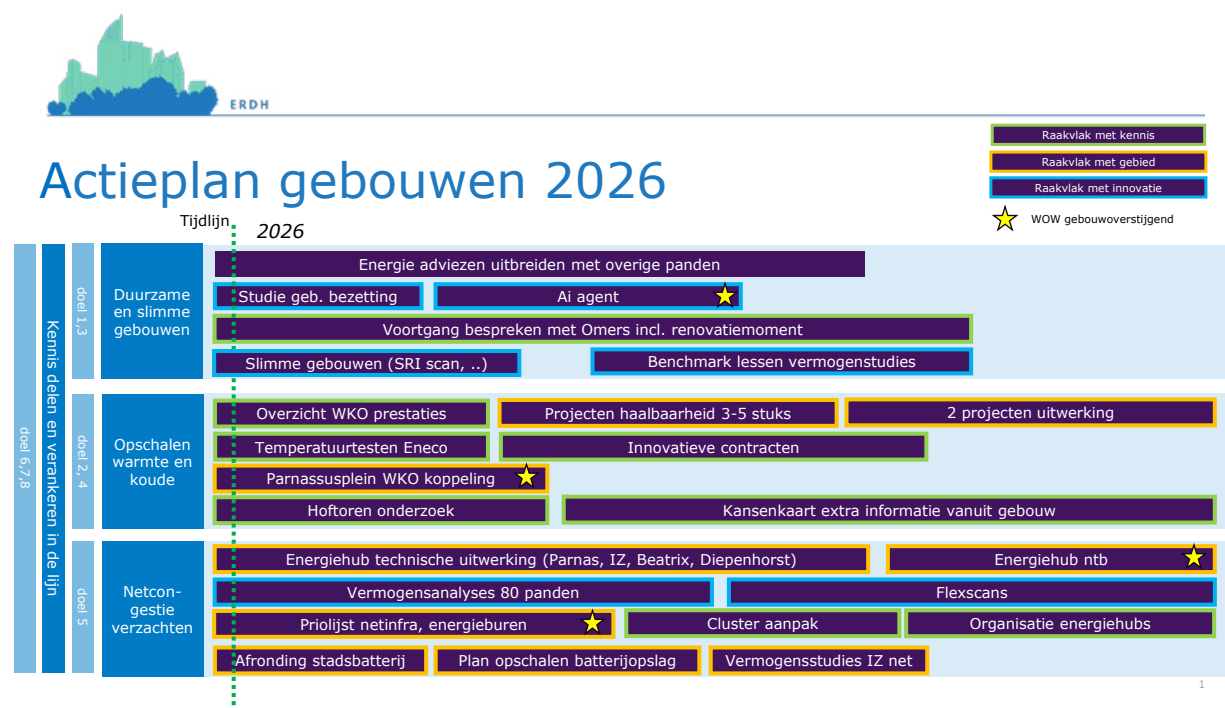 ERDH
Raakvlak met kennis
Raakvlak met gebied
Raakvlak met innovatie
WOW gebouwoverstijgend
Actieplan gebouwen 2026
Tijdlijn
2026
doel 6,7,8
Kennis delen en verankeren in de lijn
doel 1,3
Duurzame
en slimme
gebouwen
Energie adviezen uitbreiden met overige panden
Studie geb. bezetting
Ai agent
Voortgang bespreken met Omers incl. renovatiemoment
Slimme gebouwen (SRI scan, ..)
Benchmark lessen vermogenstudies
doel 2, 4
Opschalen
warmte en
koude
Overzicht WKO prestaties
Projecten haalbaarheid 3-5 stuks
2 projecten uitwerking
Temperatuurtesten Eneco
Innovatieve contracten
Parnassusplein WKO koppeling
Hoftoren onderzoek
Kansenkaart extra informatie vanuit gebouw
doel 5
Netcon-
gestie
verzachten
Energiehub technische uitwerking (Parnas, IZ, Beatrix, Diepenhorst)
Energiehub ntb
Vermogensanalyses 80 panden
Flexscans
Priolijst netinfra, energieburen
Cluster aanpak
Organisatie energiehubs
Afronding stadsbatterij
Plan opschalen batterijopslag
Vermogensstudies IZ net
1